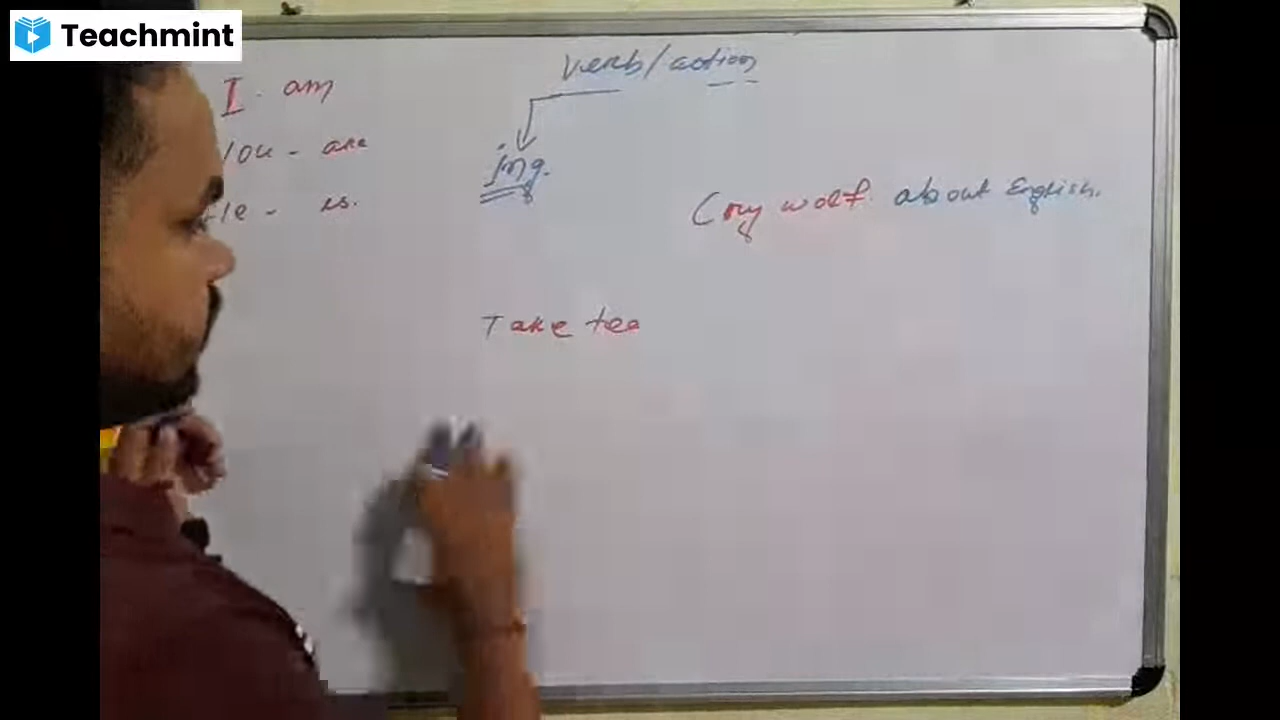 Teachmint
verb/action
I. am
You - are
ing.
He - is.
Cry wolf about English.
Take tea